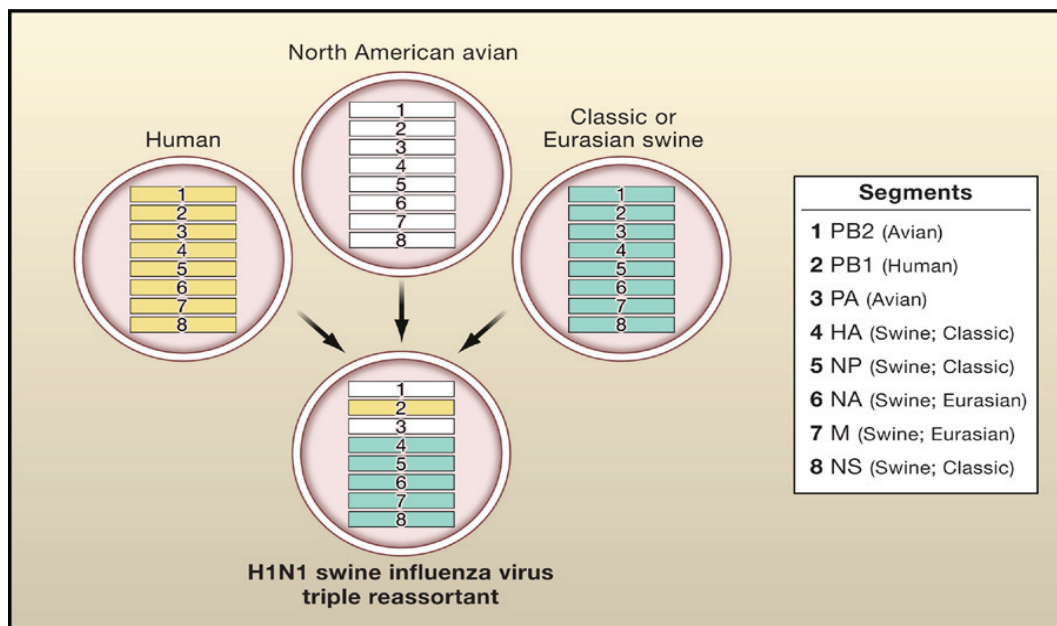 North American avian
Human
Classic or
Eurasian swine
1
2
3
4
5
6
7
8
1
2
3
4
5
6
7
8
1
2
3
4
5
6
7
8
1
2
3
4
5
6
7
8
H1N1 swine influenza virus
triple reassortant
Segments
1 PB2 (Avian)
2 PB1 (Human)
3 PA (Avian)
4 HA (Swine; Classic)
5 NP (Swine; Classic)
6 NA (Swine; Eurasian)
7 M (Swine; Eurasian)
8 NS (Swine; Classic)